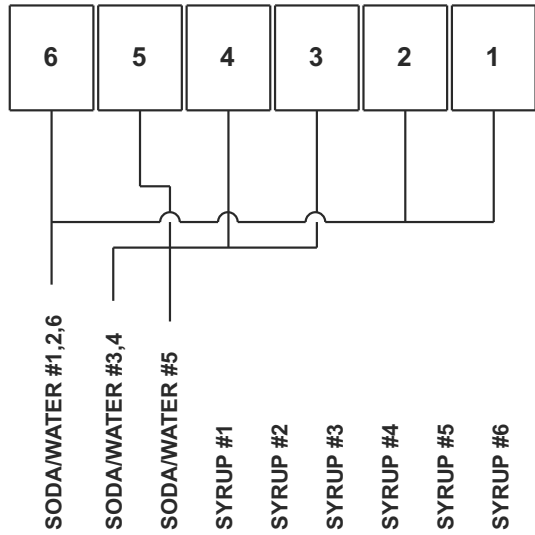 6
5
4
3
2
1
SODA/WATER #1,2,6
SODA/WATER #3,4
SODA/WATER #5
SYRUP #1
SYRUP #2
SYRUP #3
SYRUP #4
SYRUP #5
SYRUP #6